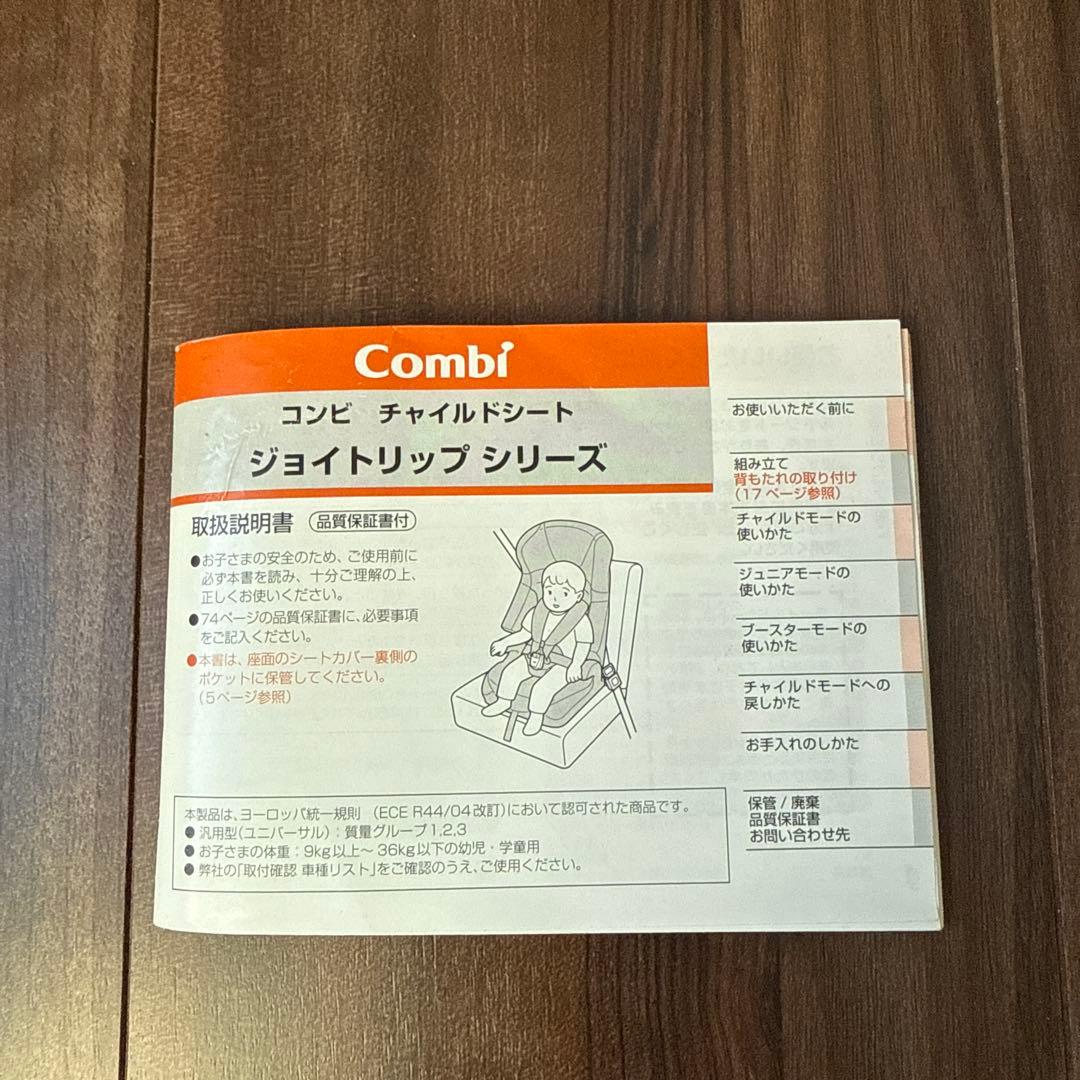 Combi
コンビ チャイルドシート
ジョイトリップ シリーズ
取扱説明書 品質保証書付
●お子さまの安全のため、ご使用前に
必ず本書を読み、十分ご理解の上、
正しくお使いください。
●74ページの品質保証書に、必要事項
をご記入ください。
●本書は、座面のシートカバー裏側の
ポケットに保管してください。
(5ページ参照)
本製品は、ヨーロッパ統一規則 (ECE R44/04改訂)において認可された商品です。
● 汎用型(ユニバーサル):質量グループ1,2,3
● お子さまの体重:9kg以上〜36kg以下の幼児・学童用
● 弊社の「取付確認 車種リスト」をご確認のうえ、ご使用ください。
お使いいただく前に
組み立て
背もたれの取り付け
(17ページ参照)
チャイルドモードの
使いかた
ジュニアモードの
使いかた
ブースターモードの
使いかた
チャイルドモードへの
戻しかた
お手入れのしかた
保管/廃棄
品質保証書
お問い合わせ先